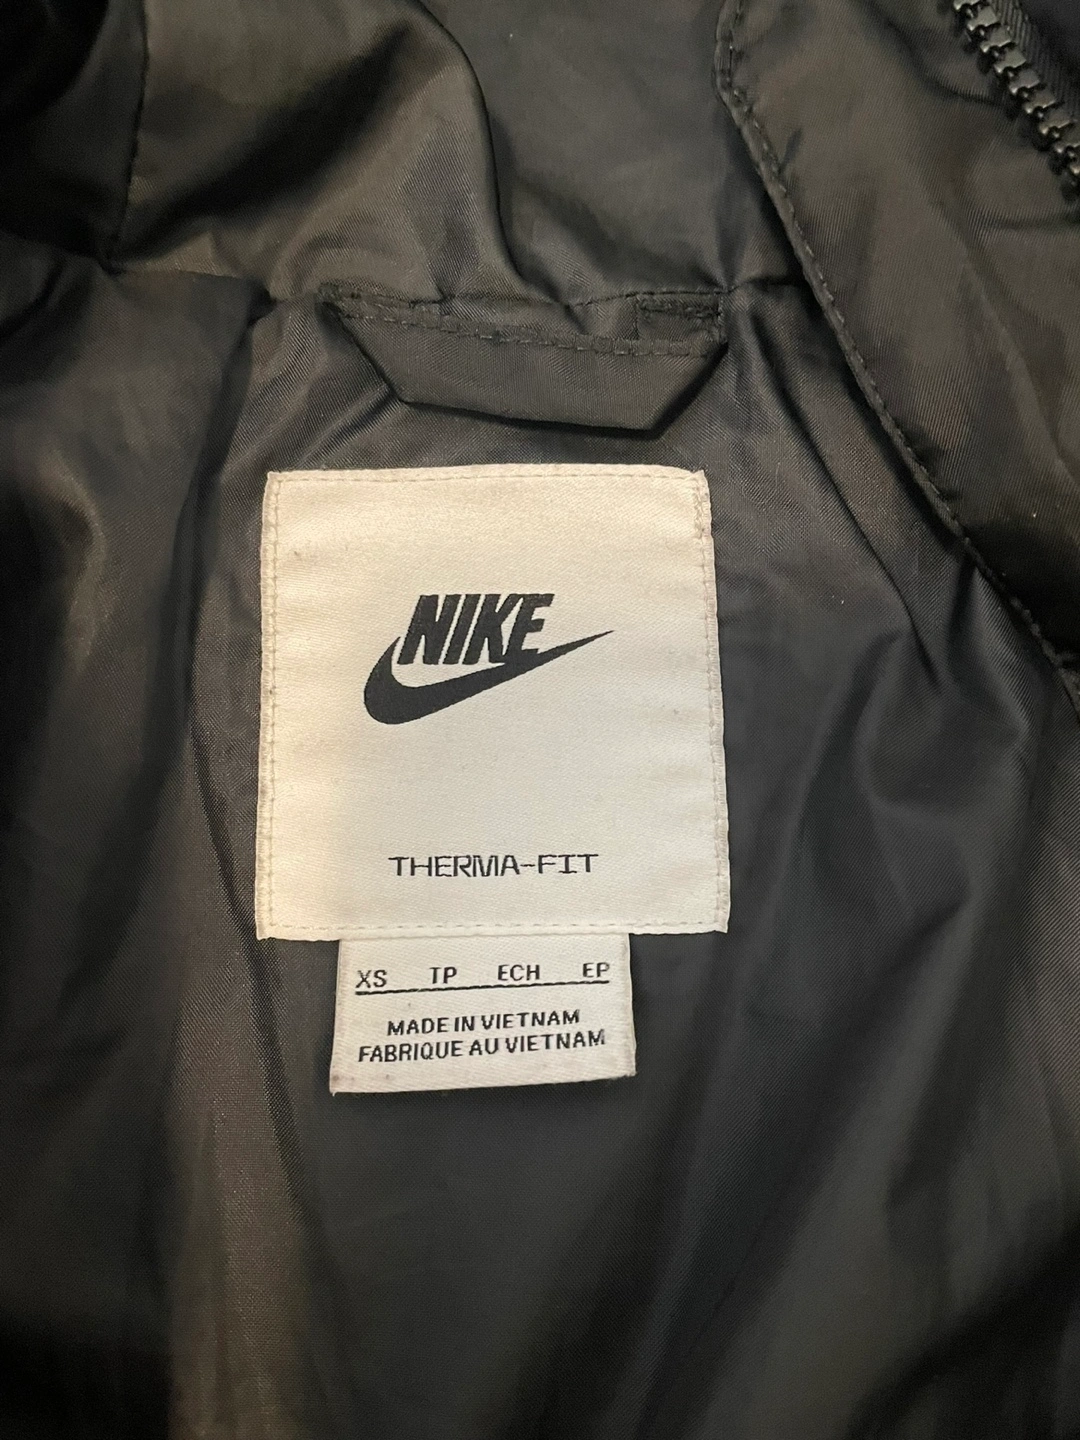 NIKE
THERMA-FIT
XS TP ECH EP
MADE IN VIETNAM
FABRIQUE AU VIETNAM